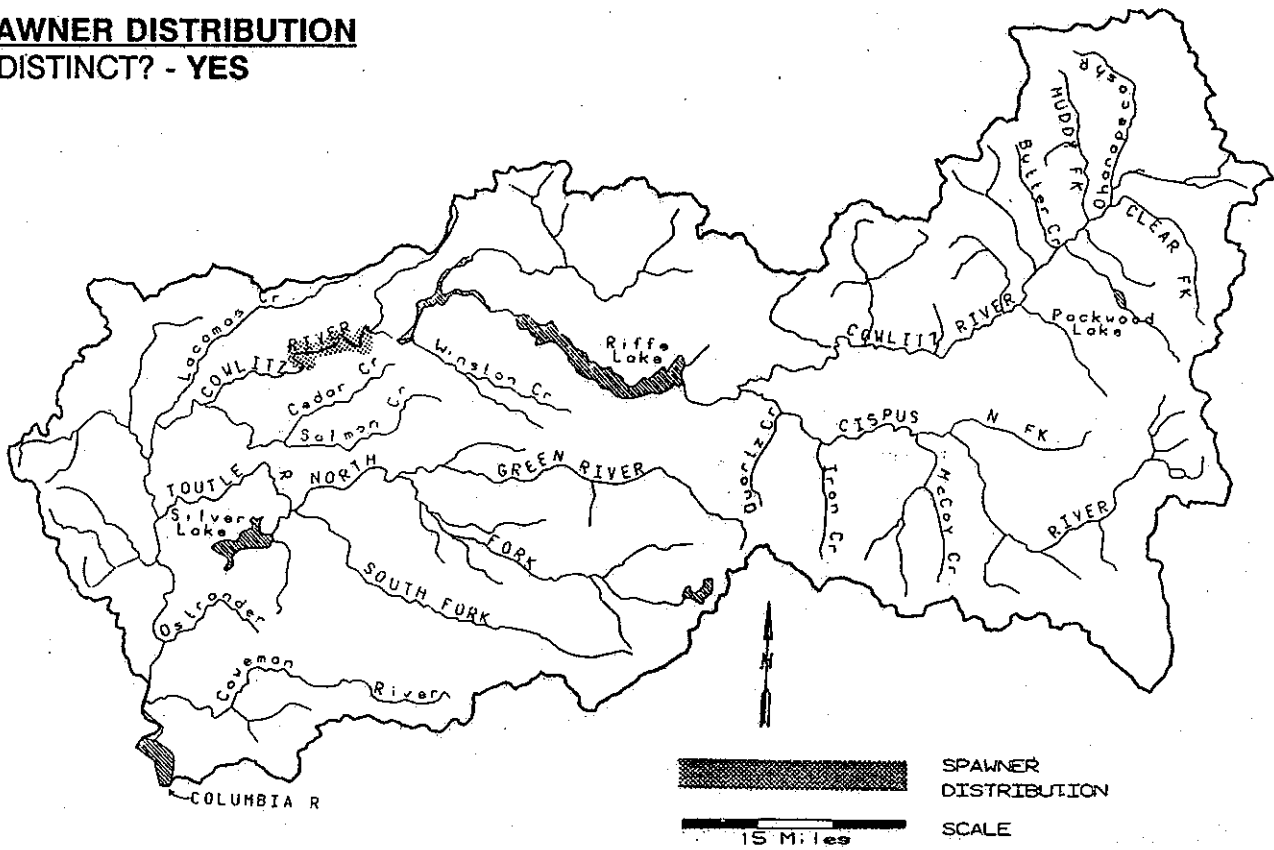 AWNER DISTRIBUTION
DISTINCT? - YES
Ohanapecosh R
MUDDY FK
Butter Cr
CLEAR FK
Packwood
Lake
COWLITZ RIVER
Lacamas Cr.
COWLITZ RIVER
Riffe
Lake
Winston Cr
Cedar Cr
Salmon Cr
CISPUS
N FK
RIVER
Quartz Cr
Iron Cr
McCoy Cr
TOUTLE R
NORTH
FORK
GREEN RIVER
Silver
Lake
SOUTH FORK
Ostrander
Coweman River
N
COLUMBIA R
SPAWNER
DISTRIBUTION
15 Miles
SCALE